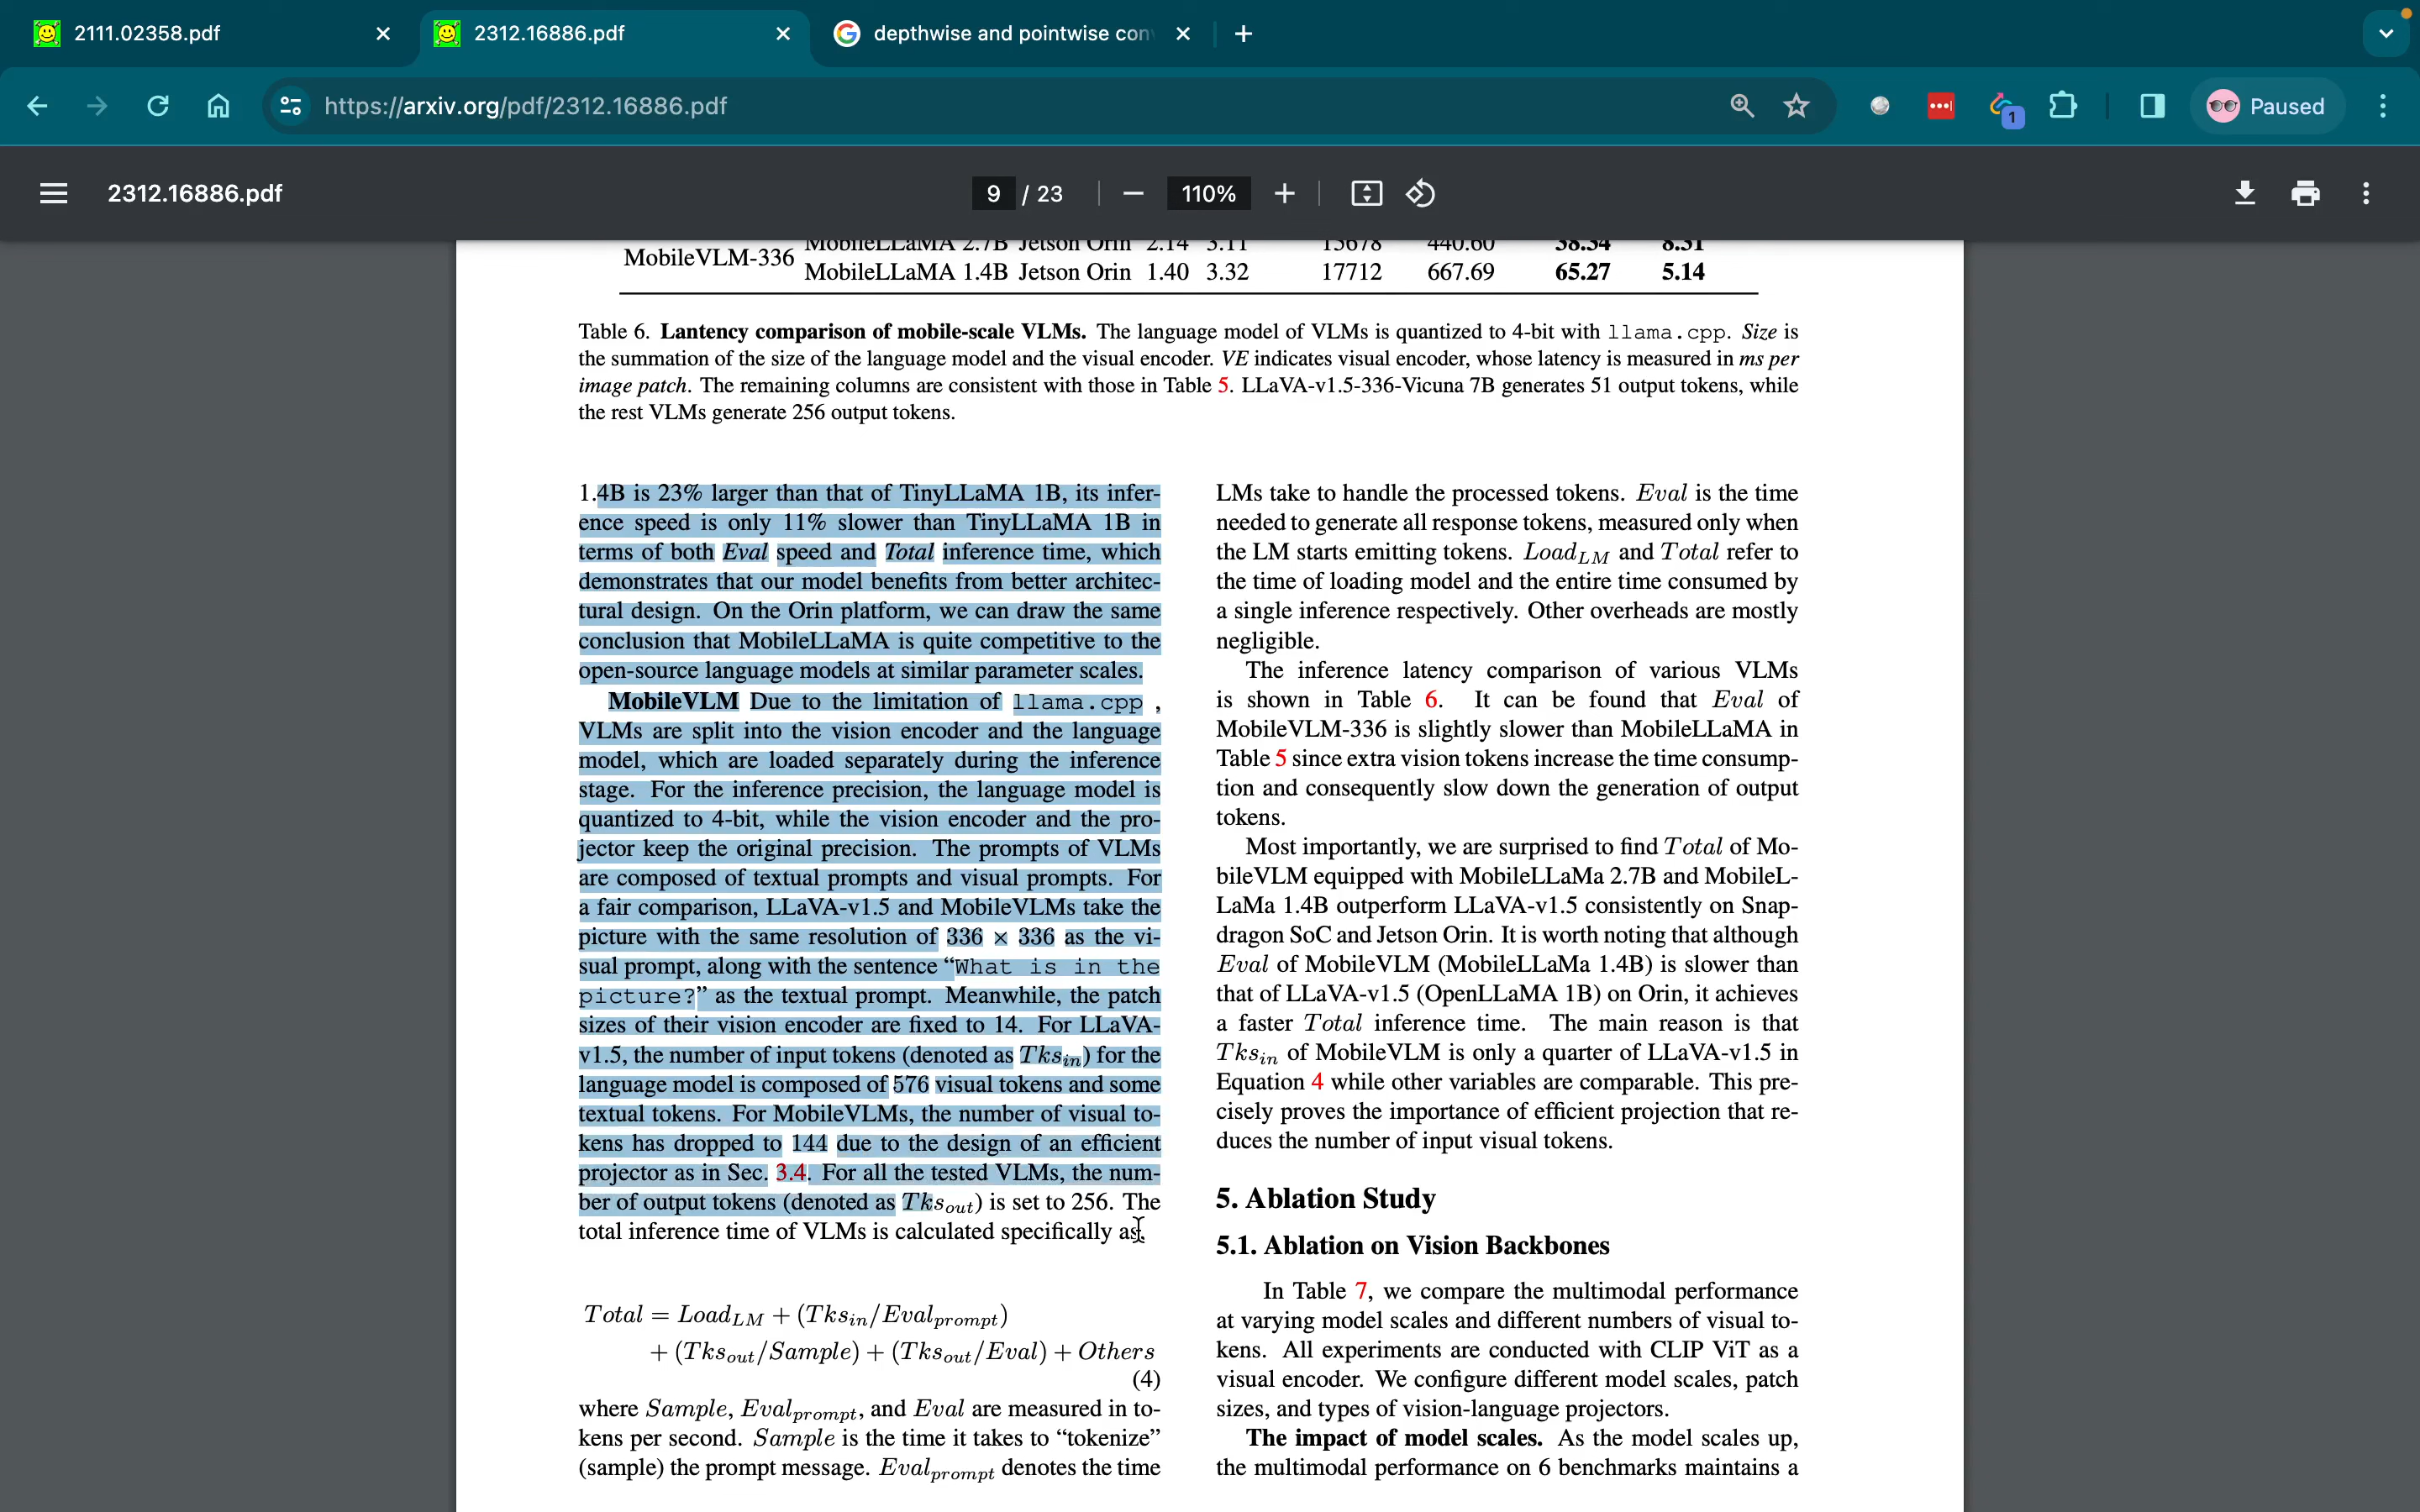 2111.02358.pdf
2312.16886.pdf
depthwise and pointwise con
https://arxiv.org/pdf/2312.16886.pdf
1
Paused
2312.16886.pdf
9 / 23
110%
MobileLLaMA 2.7B Jetson Orin 2.14 3.11 15678 440.60 38.34 8.31
MobileVLM-336
MobileLLaMA 1.4B Jetson Orin 1.40 3.32 17712 667.69 65.27 5.14
Table 6. Lantency comparison of mobile-scale VLMs. The language model of VLMs is quantized to 4-bit with llama.cpp. Size is
the summation of the size of the language model and the visual encoder. VE indicates visual encoder, whose latency is measured in ms per
image patch. The remaining columns are consistent with those in Table 5. LLaVA-v1.5-336-Vicuna 7B generates 51 output tokens, while
the rest VLMs generate 256 output tokens.
1.4B is 23% larger than that of TinyLLaMA 1B, its infer-
ence speed is only 11% slower than TinyLLaMA 1B in
terms of both Eval speed and Total inference time, which
demonstrates that our model benefits from better architec-
tural design. On the Orin platform, we can draw the same
conclusion that MobileLLaMA is quite competitive to the
open-source language models at similar parameter scales.
MobileVLM Due to the limitation of llama.cpp ,
VLMs are split into the vision encoder and the language
model, which are loaded separately during the inference
stage. For the inference precision, the language model is
quantized to 4-bit, while the vision encoder and the pro-
jector keep the original precision. The prompts of VLMs
are composed of textual prompts and visual prompts. For
a fair comparison, LLaVA-v1.5 and MobileVLMs take the
picture with the same resolution of 336 × 336 as the vi-
sual prompt, along with the sentence “What is in the
picture?” as the textual prompt. Meanwhile, the patch
sizes of their vision encoder are fixed to 14. For LLaVA-
v1.5, the number of input tokens (denoted as Tksin) for the
language model is composed of 576 visual tokens and some
textual tokens. For MobileVLMs, the number of visual to-
kens has dropped to 144 due to the design of an efficient
projector as in Sec. 3.4. For all the tested VLMs, the num-
ber of output tokens (denoted as Tksout) is set to 256. The
total inference time of VLMs is calculated specifically as,
Total = LoadLM + (Tksin/Evalprompt)
+ (Tksout/Sample) + (Tksout/Eval) + Others
(4)
where Sample, Evalprompt, and Eval are measured in to-
kens per second. Sample is the time it takes to “tokenize”
(sample) the prompt message. Evalprompt denotes the time
LMs take to handle the processed tokens. Eval is the time
needed to generate all response tokens, measured only when
the LM starts emitting tokens. LoadLM and Total refer to
the time of loading model and the entire time consumed by
a single inference respectively. Other overheads are mostly
negligible.
The inference latency comparison of various VLMs
is shown in Table 6. It can be found that Eval of
MobileVLM-336 is slightly slower than MobileLLaMA in
Table 5 since extra vision tokens increase the time consump-
tion and consequently slow down the generation of output
tokens.
Most importantly, we are surprised to find Total of Mo-
bileVLM equipped with MobileLLaMa 2.7B and MobileL-
LaMa 1.4B outperform LLaVA-v1.5 consistently on Snap-
dragon SoC and Jetson Orin. It is worth noting that although
Eval of MobileVLM (MobileLLaMa 1.4B) is slower than
that of LLaVA-v1.5 (OpenLLaMA 1B) on Orin, it achieves
a faster Total inference time. The main reason is that
Tksin of MobileVLM is only a quarter of LLaVA-v1.5 in
Equation 4 while other variables are comparable. This pre-
cisely proves the importance of efficient projection that re-
duces the number of input visual tokens.
5. Ablation Study
5.1. Ablation on Vision Backbones
In Table 7, we compare the multimodal performance
at varying model scales and different numbers of visual to-
kens. All experiments are conducted with CLIP ViT as a
visual encoder. We configure different model scales, patch
sizes, and types of vision-language projectors.
The impact of model scales. As the model scales up,
the multimodal performance on 6 benchmarks maintains a